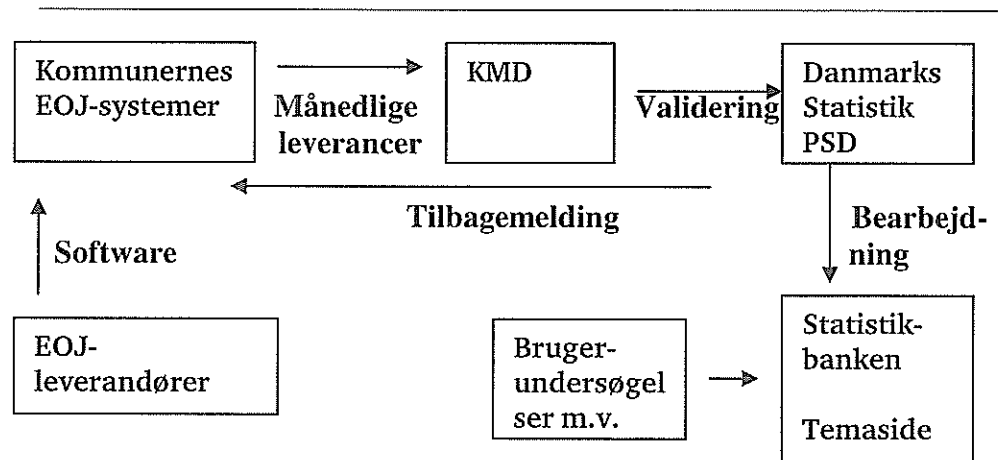 Kommunernes
EOJ-systemer
Månedlige
leverancer
KMD
Validering
Danmarks
Statistik
PSD
Tilbagemelding
Software
Bearbejd-
ning
EOJ-
leverandører
Bruger-
undersøgel
ser m.v.
Statistik-
banken
Temaside